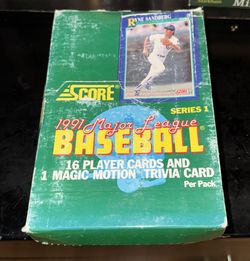 RYNE SANDBERG
SCORE
SERIES 1
1991 Major League
BASEBALL
16 PLAYER CARDS AND
1 MAGIC MOTION TRIVIA CARD
Per Pack